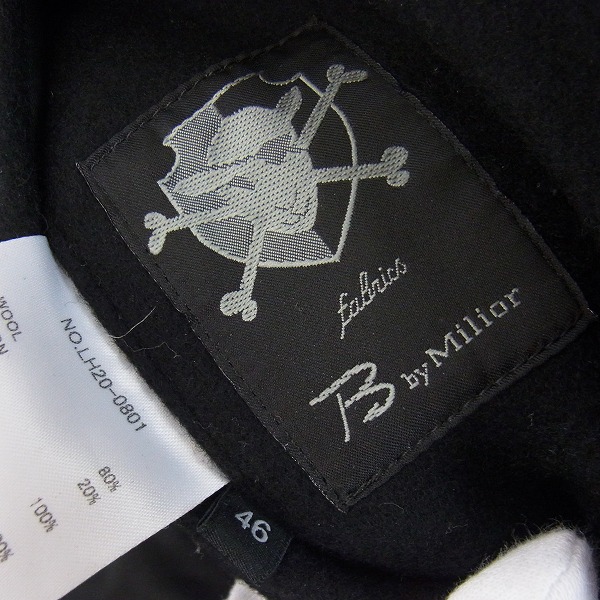 fabrics
B by Milior
46
WOOL
NO.LH20-0801
80%
20%
100%